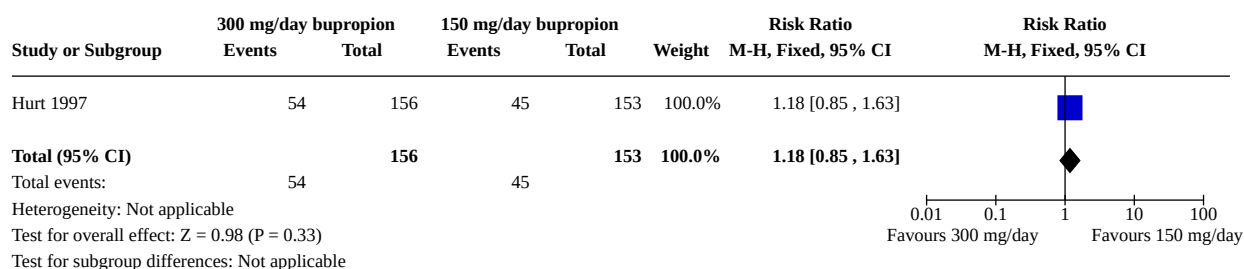 300 mg/day bupropion 150 mg/day bupropion Risk Ratio Risk Ratio
Study or Subgroup Events Total Events Total Weight M-H, Fixed, 95% CI M-H, Fixed, 95% CI
Hurt 1997 54 156 45 153 100.0% 1.18 [0.85 , 1.63]
Total (95% CI) 156 153 100.0% 1.18 [0.85 , 1.63]
Total events: 54 45
Heterogeneity: Not applicable 0.01 0.1 1 10 100
Test for overall effect: Z = 0.98 (P = 0.33) Favours 300 mg/day Favours 150 mg/day
Test for subgroup differences: Not applicable